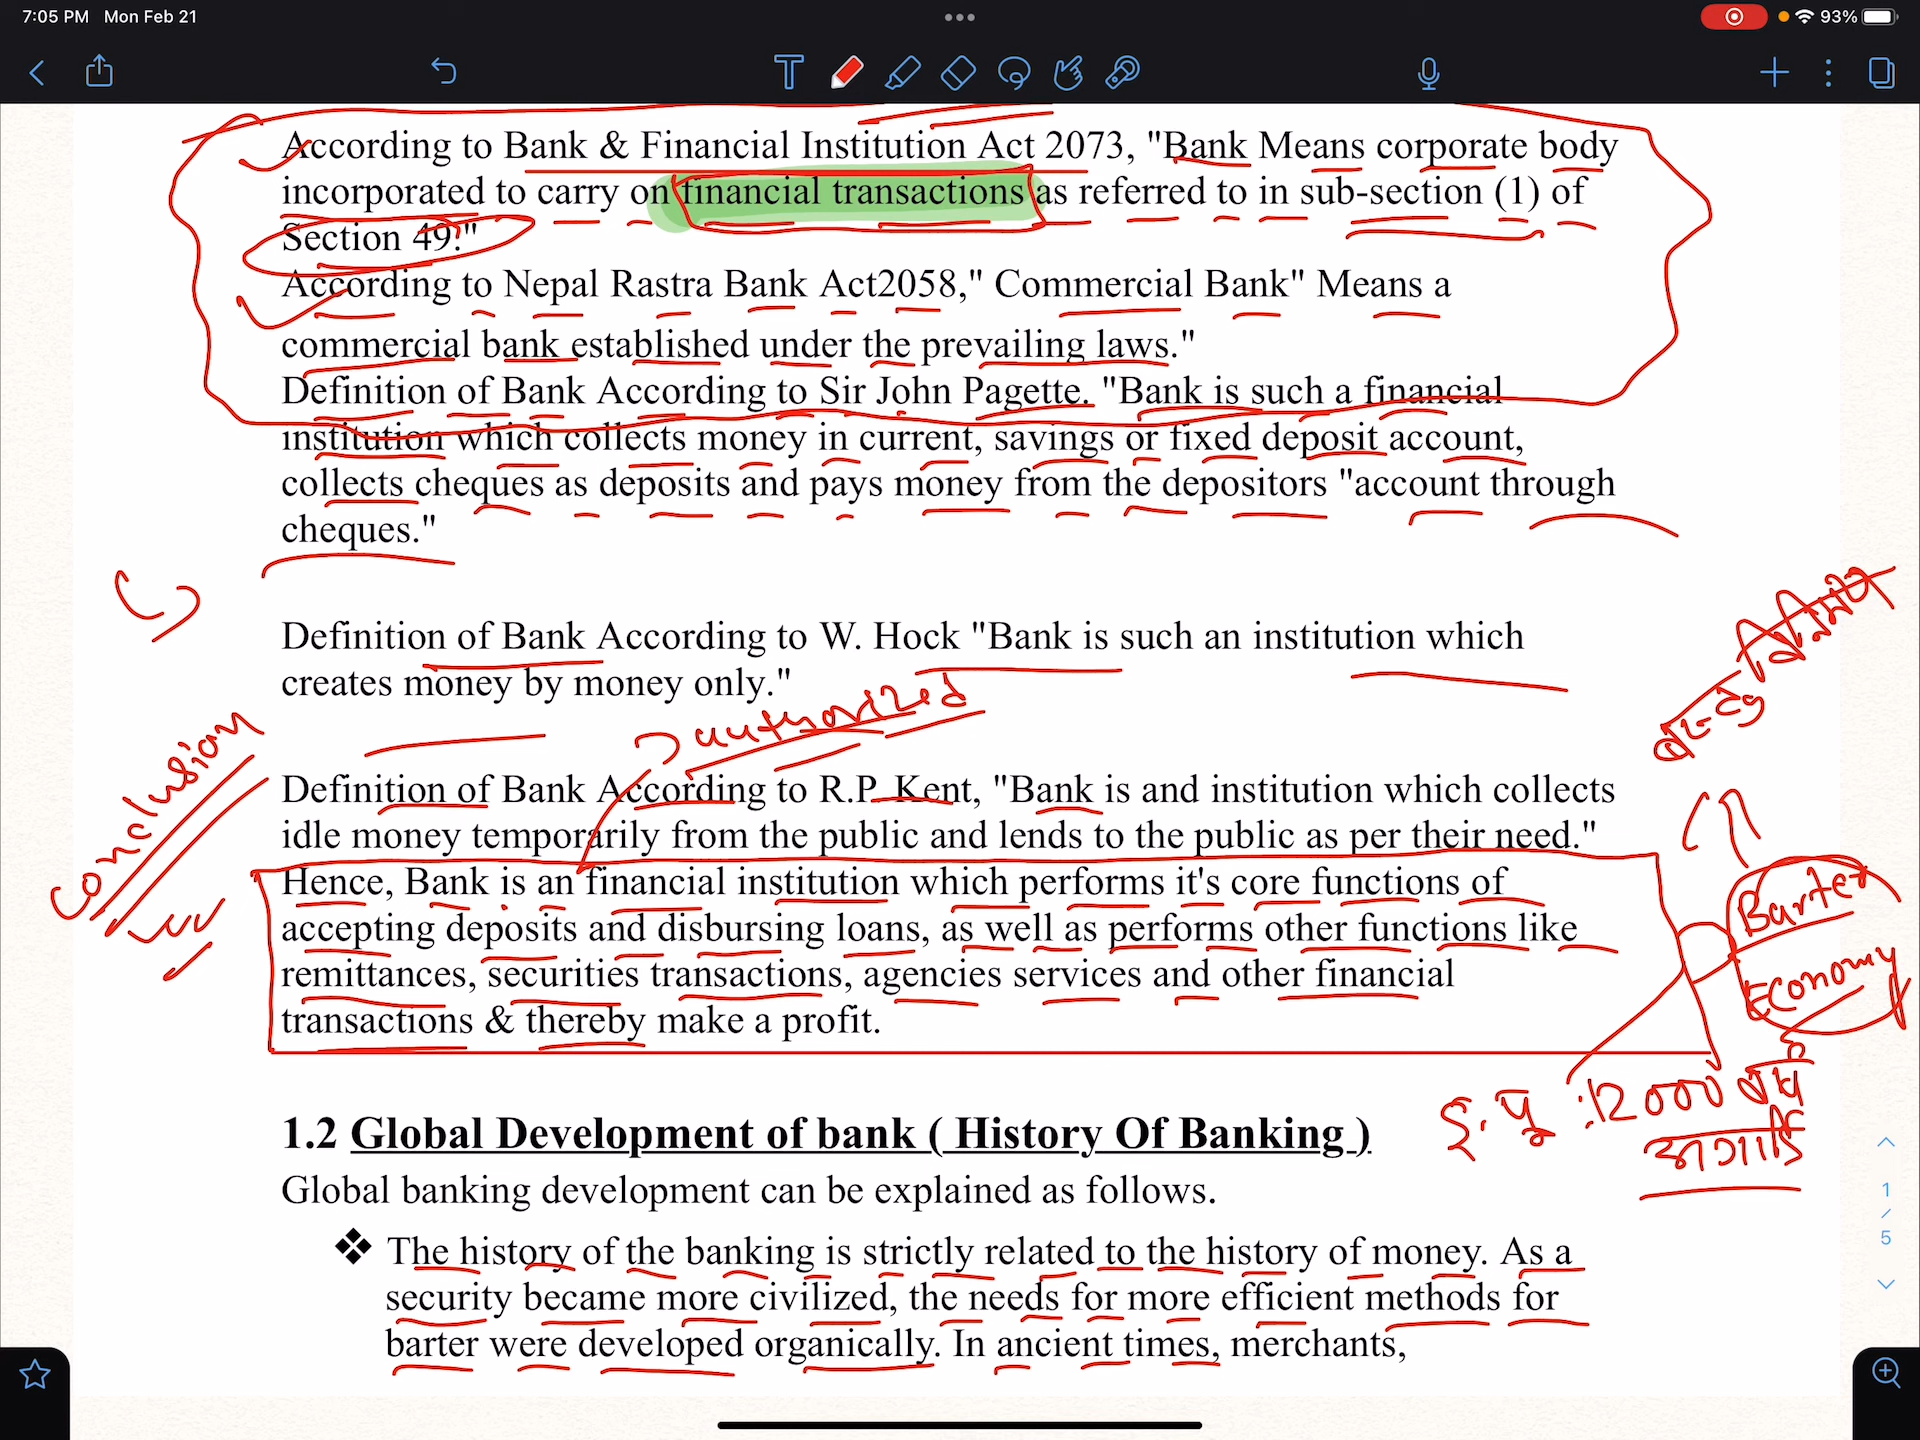 7:05 PM Mon Feb 21
93%
According to Bank & Financial Institution Act 2073, "Bank Means corporate body
incorporated to carry on financial transactions as referred to in sub-section (1) of
Section 49."
According to Nepal Rastra Bank Act2058," Commercial Bank" Means a
commercial bank established under the prevailing laws."
Definition of Bank According to Sir John Pagette. "Bank is such a financial
institution which collects money in current, savings or fixed deposit account,
collects cheques as deposits and pays money from the depositors "account through
cheques."
Definition of Bank According to W. Hock "Bank is such an institution which
creates money by money only."
authorized
Conclusion
Definition of Bank According to R.P. Kent, "Bank is and institution which collects
idle money temporarily from the public and lends to the public as per their need."
Hence, Bank is an financial institution which performs it's core functions of
accepting deposits and disbursing loans, as well as performs other functions like
remittances, securities transactions, agencies services and other financial
transactions & thereby make a profit.
Barter
Economy
ई. पु : 12000 वर्ष
अगाडि
1.2 Global Development of bank ( History Of Banking )
Global banking development can be explained as follows.
❖ The history of the banking is strictly related to the history of money. As a
security became more civilized, the needs for more efficient methods for
barter were developed organically. In ancient times, merchants,
1
/
5